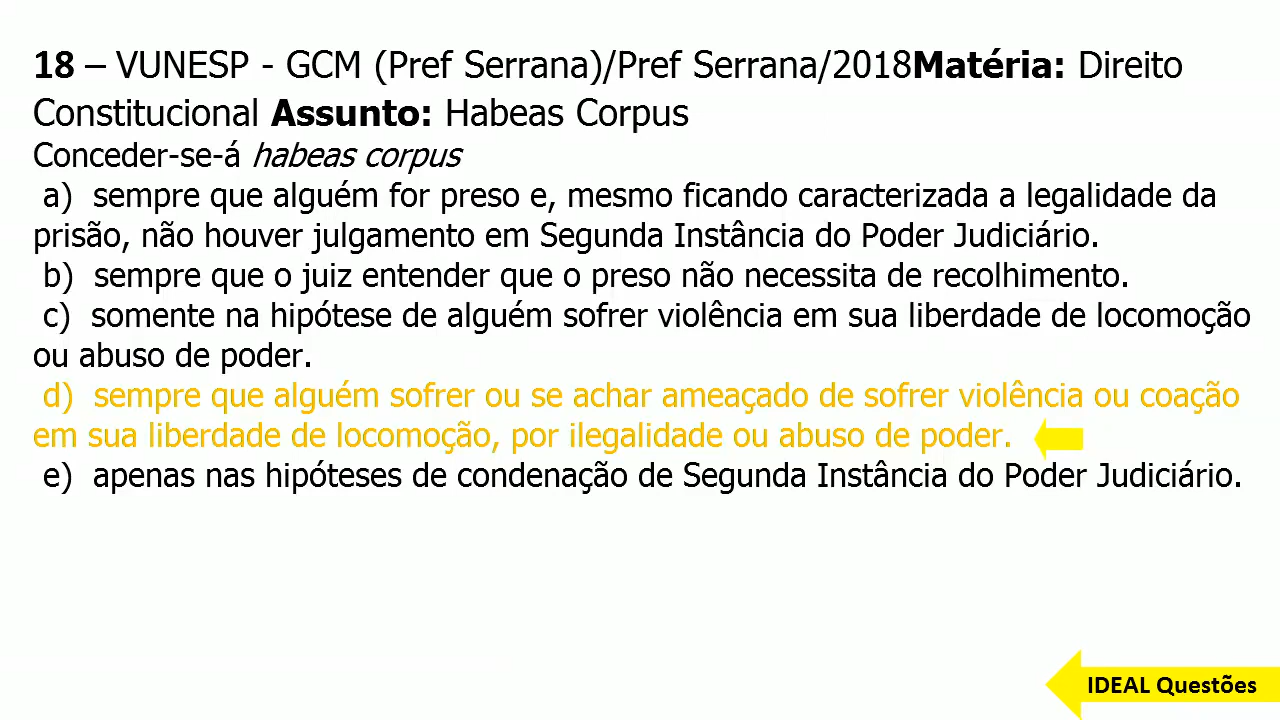 18 – VUNESP - GCM (Pref Serrana)/Pref Serrana/2018Matéria: Direito
Constitucional Assunto: Habeas Corpus
Conceder-se-á habeas corpus
a) sempre que alguém for preso e, mesmo ficando caracterizada a legalidade da
prisão, não houver julgamento em Segunda Instância do Poder Judiciário.
b) sempre que o juiz entender que o preso não necessita de recolhimento.
c) somente na hipótese de alguém sofrer violência em sua liberdade de locomoção
ou abuso de poder.
d) sempre que alguém sofrer ou se achar ameaçado de sofrer violência ou coação
em sua liberdade de locomoção, por ilegalidade ou abuso de poder.
e) apenas nas hipóteses de condenação de Segunda Instância do Poder Judiciário.
IDEAL Questões